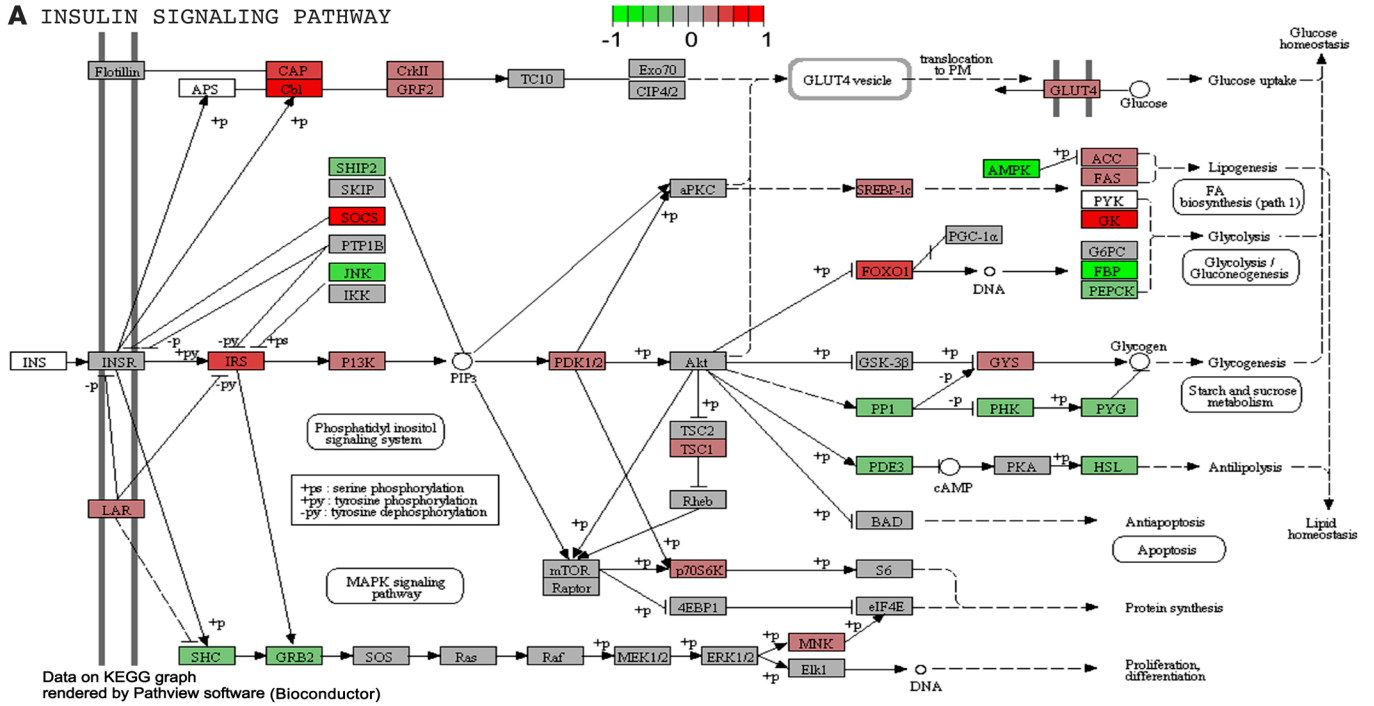 A INSULIN SIGNALING PATHWAY
-1 0 1
Flotillin
APS
CAP
Cbl
CrkII
GRF2
TC10
Exo70
CIP4/2
GLUT4 vesicle
translocation
to PM
GLUT4
Glucose
Glucose uptake
Glucose
homeostasis
+p
+p
SHIP2
SKIP
SOCS
PTP1B
JNK
IKK
aPKC
+p
SREBP-1c
AMPK
+p
ACC
FAS
PYK
GK
G6PC
FBP
PEPCK
Lipogenesis
FA
biosynthesis (path 1)
Glycolysis
Glycolysis /
Gluconeogenesis
PGC-1α
+p
FOXO1
DNA
INS
INSR
-p
+py
-p
-py
+ps
IRS
-py
P13K
PIP3
PDK1/2
+p
Akt
+p
GSK-3β
+p
-p
GYS
Glycogen
Glycogenesis
Starch and sucrose
metabolism
PP1
-p
PHK
+p
PYG
+p
TSC2
TSC1
Rheb
+p
PDE3
cAMP
PKA
+p
HSL
Antilipolysis
+p
BAD
Antiapoptosis
Apoptosis
Lipid
homeostasis
Phosphatidyl inositol
signaling system
+ps : serine phosphorylation
+py : tyrosine phosphorylation
-py : tyrosine dephosphorylation
LAR
MAPK signaling
pathway
+p
mTOR
Raptor
+p
+p
p70S6K
+p
S6
+p
4EBP1
eIF4E
Protein synthesis
+p
SHC
GRB2
SOS
Ras
Raf
+p
MEK1/2
+p
ERK1/2
+p
+p
MNK
+p
Elk1
DNA
Proliferation,
differentiation
Data on KEGG graph
rendered by Pathview software (Bioconductor)